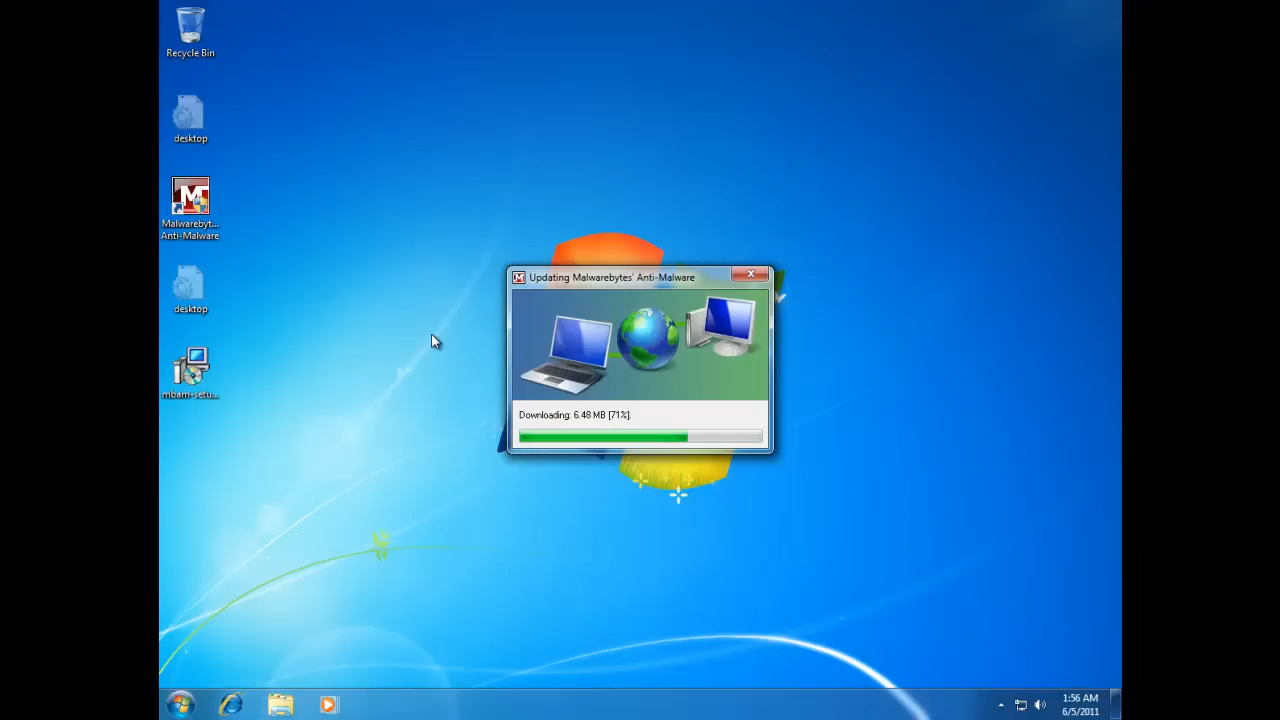 Recycle Bin
desktop
Malwarebyt...
Anti-Malware
desktop
mbam-setu...
Updating Malwarebytes' Anti-Malware
Downloading: 6.48 MB [71%].
1:56 AM
6/5/2011